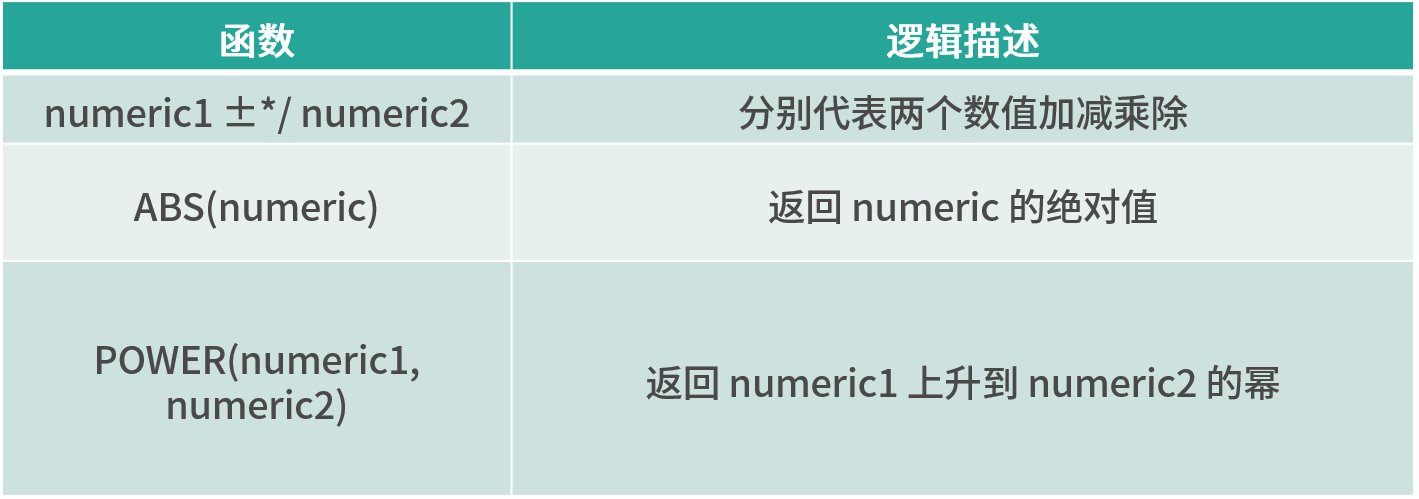 函数
逻辑描述
numeric1 ±*/ numeric2
分别代表两个数值加减乘除
ABS(numeric)
返回 numeric 的绝对值
POWER(numeric1,
numeric2)
返回 numeric1 上升到 numeric2 的幂